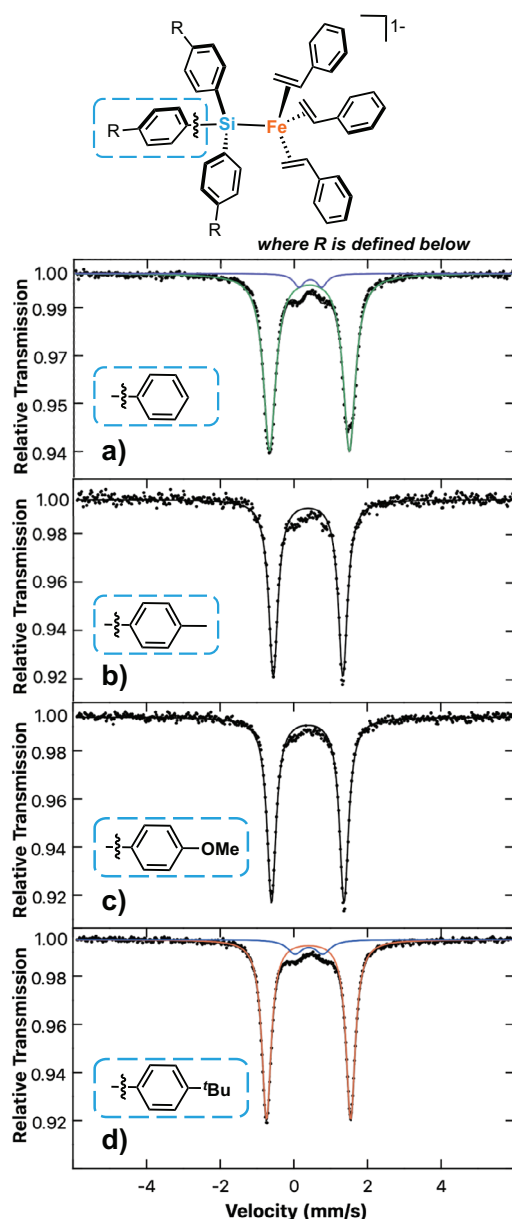 R
1-
R
Si
Fe
R
where R is defined below
Relative Transmission
1.00
0.99
0.97
0.95
0.94
a)
Relative Transmission
1.00
0.98
0.96
0.94
0.92
b)
Relative Transmission
1.00
0.98
0.96
0.94
0.92
OMe
c)
Relative Transmission
1.00
0.98
0.96
0.94
0.92
tBu
d)
-4 -2 0 2 4
Velocity (mm/s)